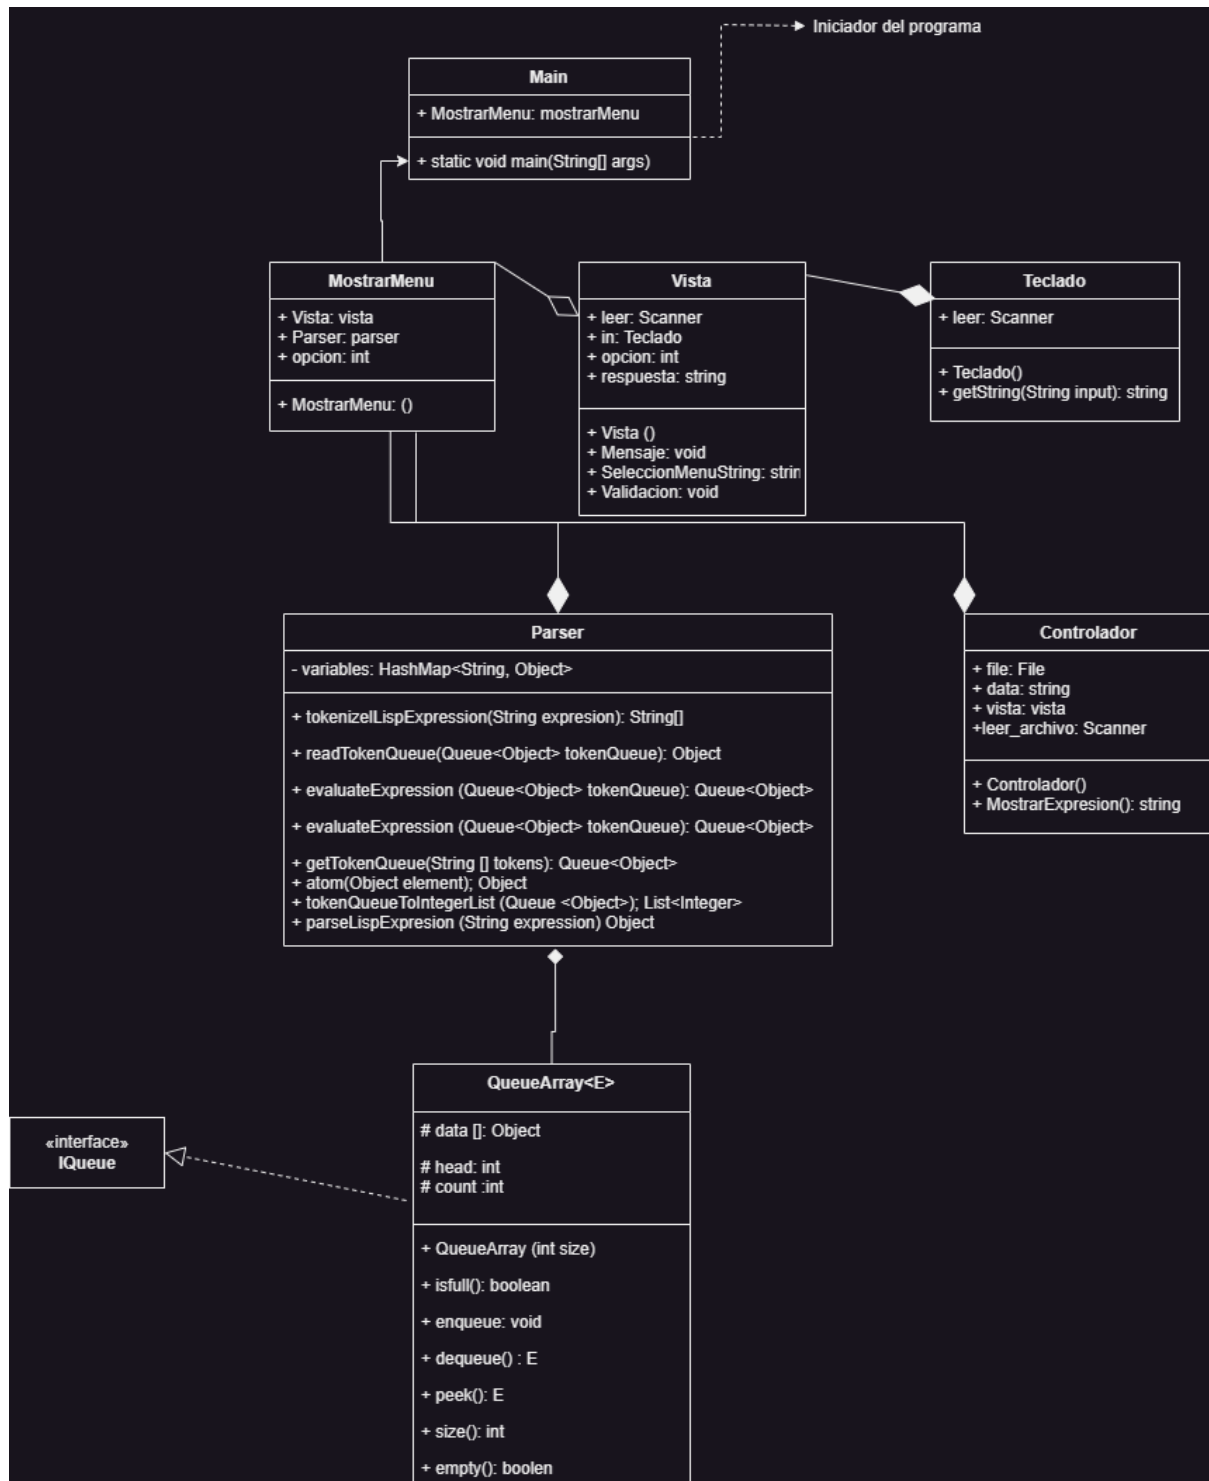 Iniciador del programa
Main
+ MostrarMenu: mostrarMenu
+ static void main(String[] args)
MostrarMenu
+ Vista: vista
+ Parser: parser
+ opcion: int
+ MostrarMenu: ()
Vista
+ leer: Scanner
+ in: Teclado
+ opcion: int
+ respuesta: string
+ Vista ()
+ Mensaje: void
+ SeleccionMenuString: strin
+ Validacion: void
Teclado
+ leer: Scanner
+ Teclado()
+ getString(String input): string
Parser
- variables: HashMap<String, Object>
+ tokenizelLispExpression(String expresion): String[]
+ readTokenQueue(Queue<Object> tokenQueue): Object
+ evaluateExpression (Queue<Object> tokenQueue): Queue<Object>
+ evaluateExpression (Queue<Object> tokenQueue): Queue<Object>
+ getTokenQueue(String [] tokens): Queue<Object>
+ atom(Object element); Object
+ tokenQueueToIntegerList (Queue <Object>); List<Integer>
+ parseLispExpresion (String expression) Object
Controlador
+ file: File
+ data: string
+ vista: vista
+leer_archivo: Scanner
+ Controlador()
+ MostrarExpresion(): string
«interface»
IQueue
QueueArray<E>
# data []: Object
# head: int
# count :int
+ QueueArray (int size)
+ isfull(): boolean
+ enqueue: void
+ dequeue() : E
+ peek(): E
+ size(): int
+ empty(): boolen